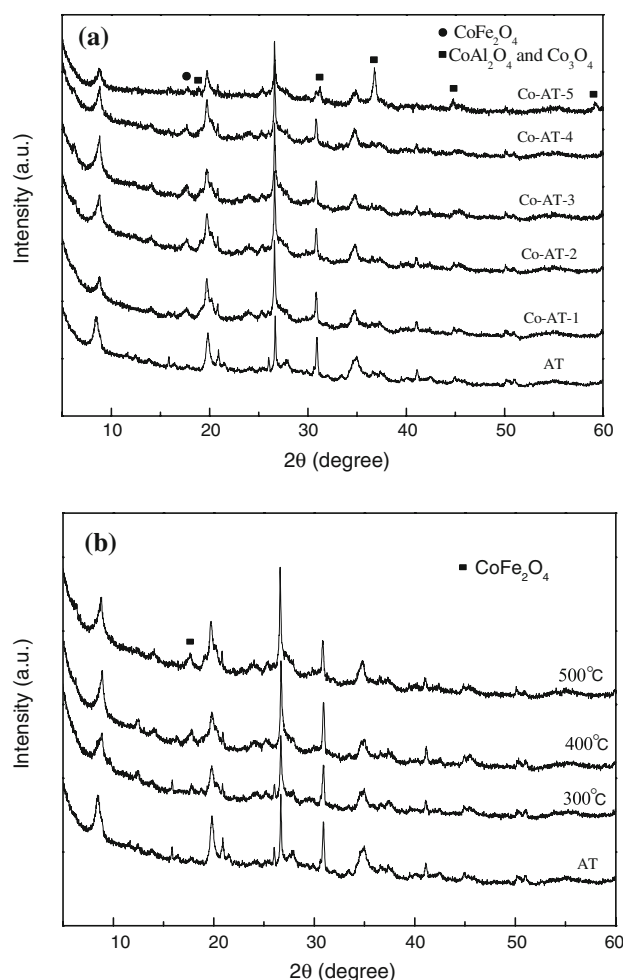 (a)
● CoFe₂O₄
■ CoAl₂O₄ and Co₃O₄
Co-AT-5
Co-AT-4
Co-AT-3
Co-AT-2
Co-AT-1
AT
Intensity (a.u.)
10 20 30 40 50 60
2θ (degree)
(b)
■ CoFe₂O₄
500°C
400°C
300°C
AT
Intensity (a.u.)
10 20 30 40 50 60
2θ (degree)